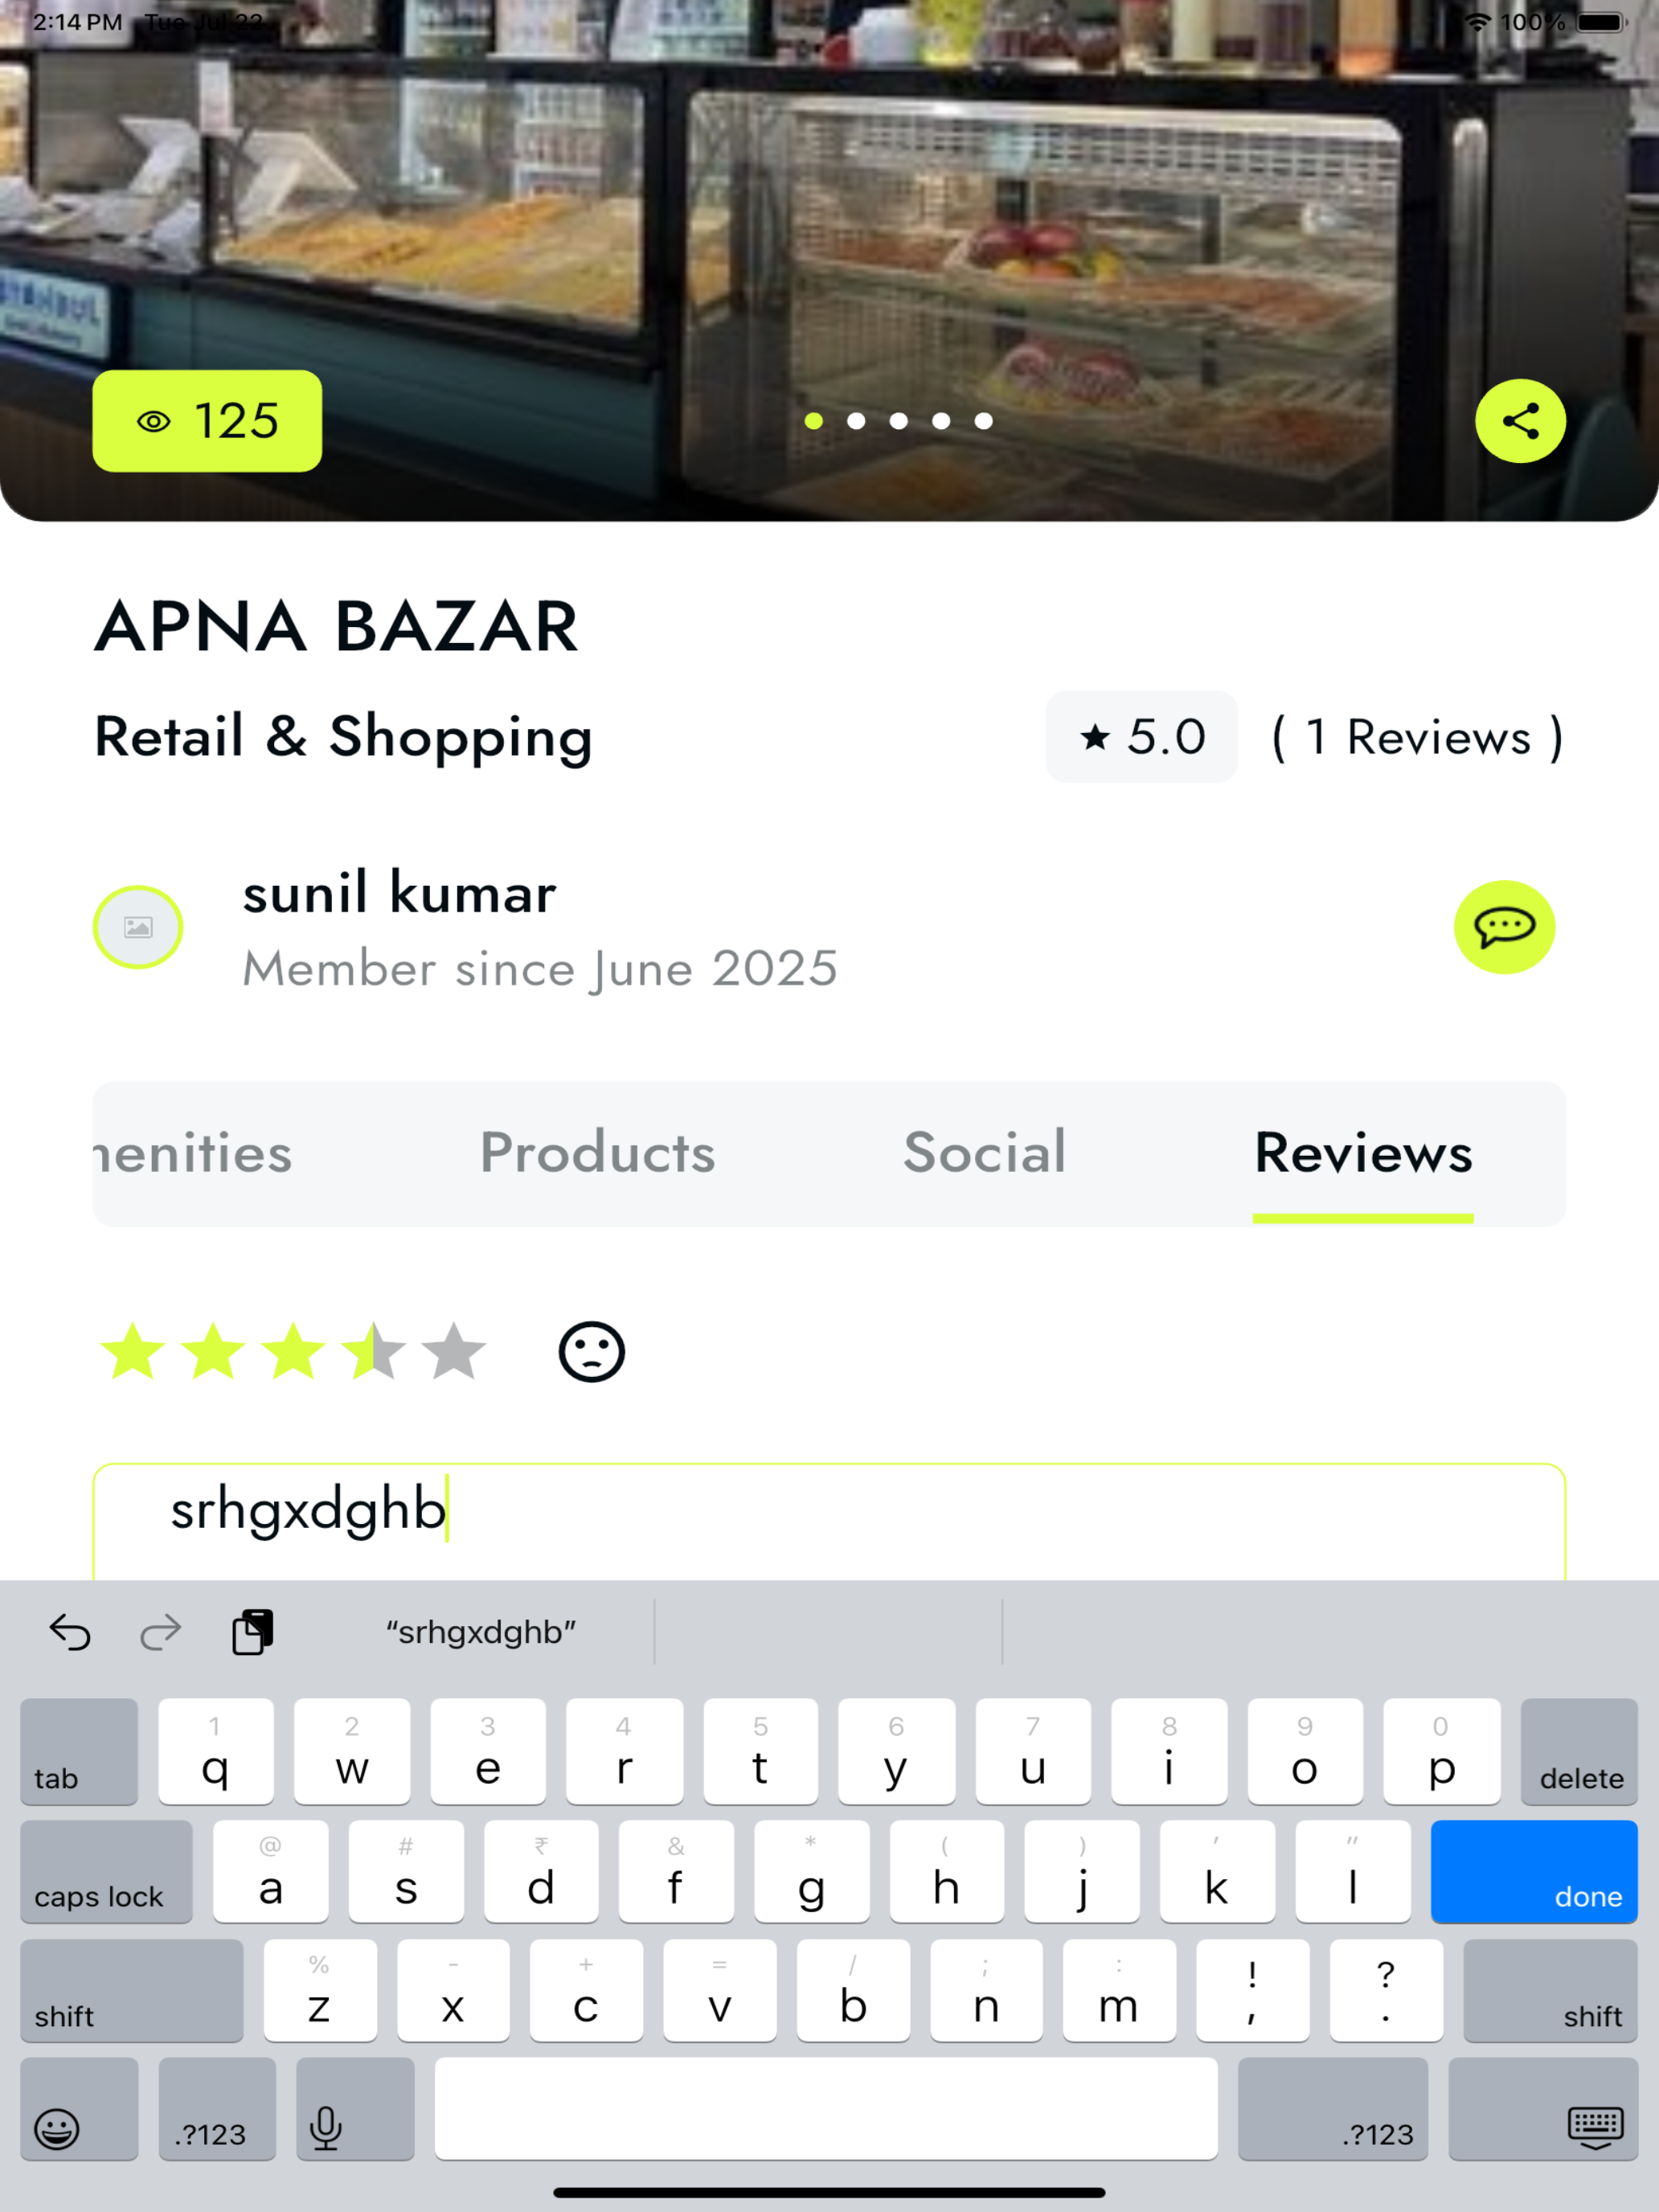 2:14 PM Tue Jul 22
100%
125
APNA BAZAR
Retail & Shopping
5.0 ( 1 Reviews )
sunil kumar
Member since June 2025
nenities Products Social Reviews
srhgxdghb
“srhgxdghb”
1 2 3 4 5 6 7 8 9 0
tab q w e r t y u i o p delete
@ # ₹ & * ( ) ' "
caps lock a s d f g h j k l done
% - + = / ; : ! ?
shift z x c v b n m , . shift
.?123 .?123